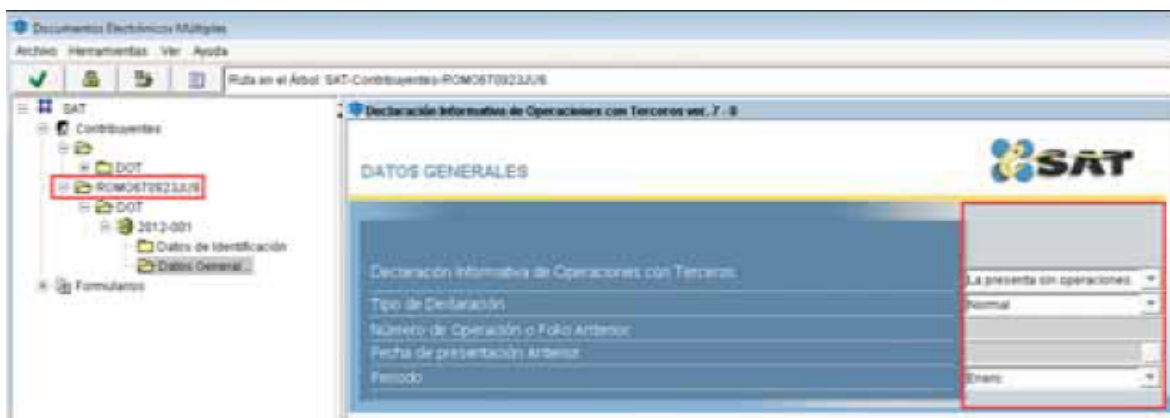 Documentos Electrónicos Múltiples
Archivo Herramientas Ver Ayuda
Ruta en el Árbol: SAT-Contribuyentes-ROMO670923JU6
SAT
Contribuyentes
DOT
ROMO670923JU6
DOT
2012-001
Datos de Identificación
Datos General...
Formularios
Declaración Informativa de Operaciones con Terceros ver. 7 - 0
DATOS GENERALES
SAT
Declaración Informativa de Operaciones con Terceros
La presenta sin operaciones
Tipo de Declaración
Normal
Número de Operación o Folio Anterior
Fecha de presentación Anterior
Periodo
Enero